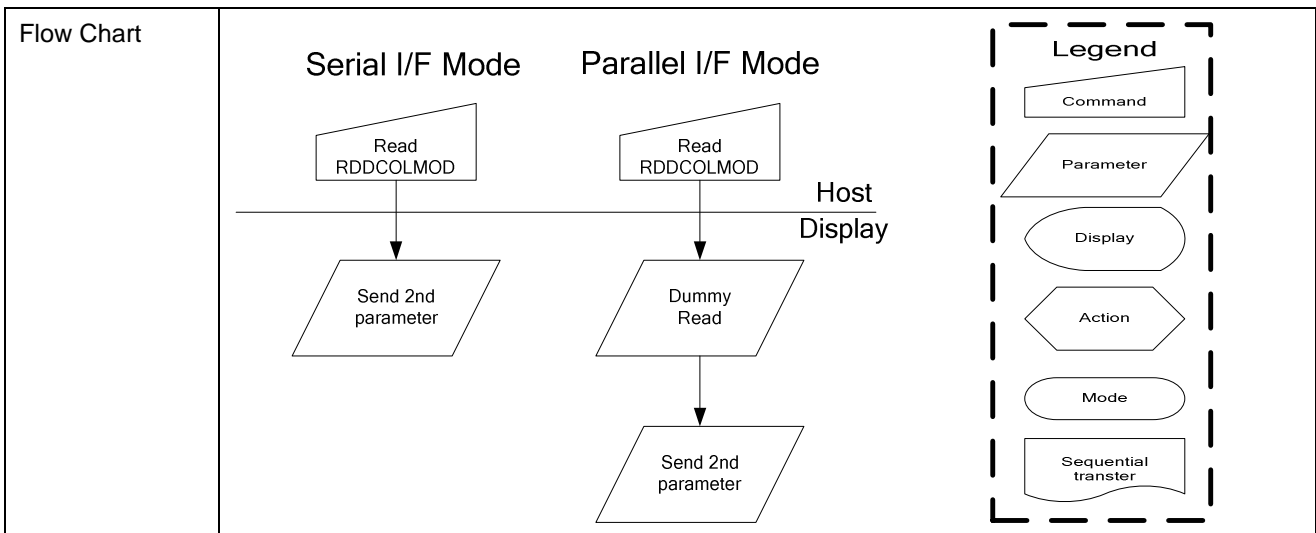 Flow Chart
Serial I/F Mode
Read
RDDCOLMOD
Send 2nd
parameter
Parallel I/F Mode
Read
RDDCOLMOD
Host
Display
Dummy
Read
Send 2nd
parameter
Legend
Command
Parameter
Display
Action
Mode
Sequential
transter